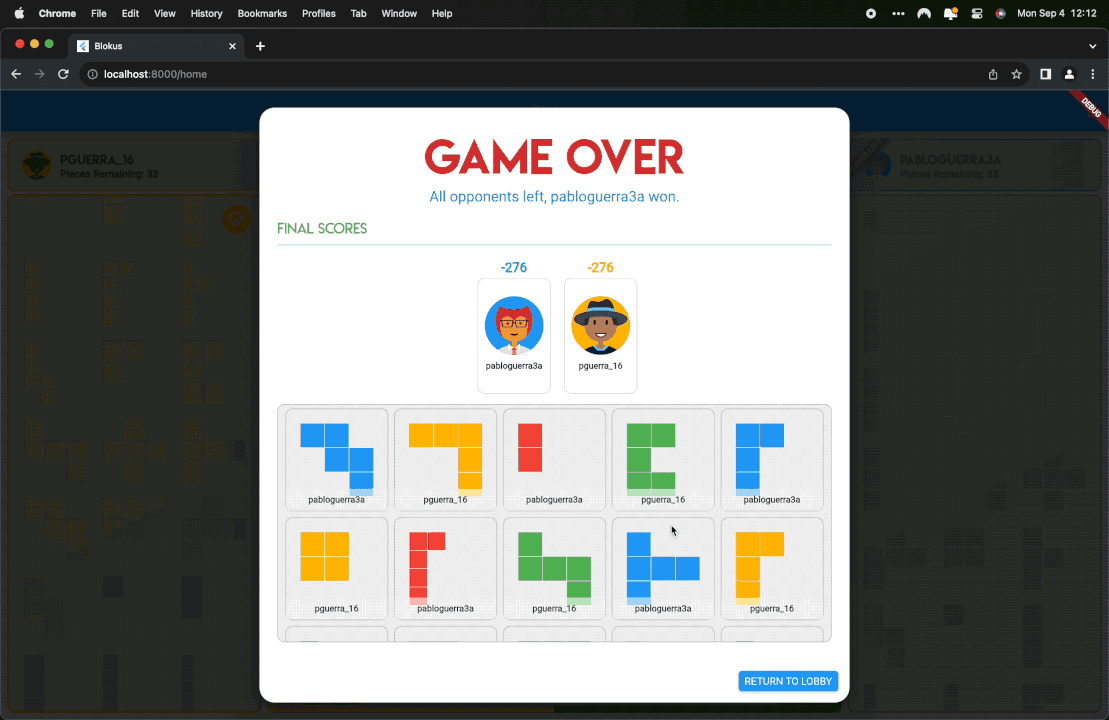 Chrome File Edit View History Bookmarks Profiles Tab Window Help Mon Sep 4 12:12
Blokus
localhost:8000/home
DEBUG
PGUERRA_16
Pieces Remaining: 33
PABLOGUERRA3A
Pieces Remaining: 33
GAME OVER
All opponents left, pabloguerra3a won.
FINAL SCORES
-276 -276
pabloguerra3a pguerra_16
pabloguerra3a pguerra_16 pabloguerra3a pguerra_16 pabloguerra3a
pguerra_16 pabloguerra3a pguerra_16 pabloguerra3a pguerra_16
RETURN TO LOBBY